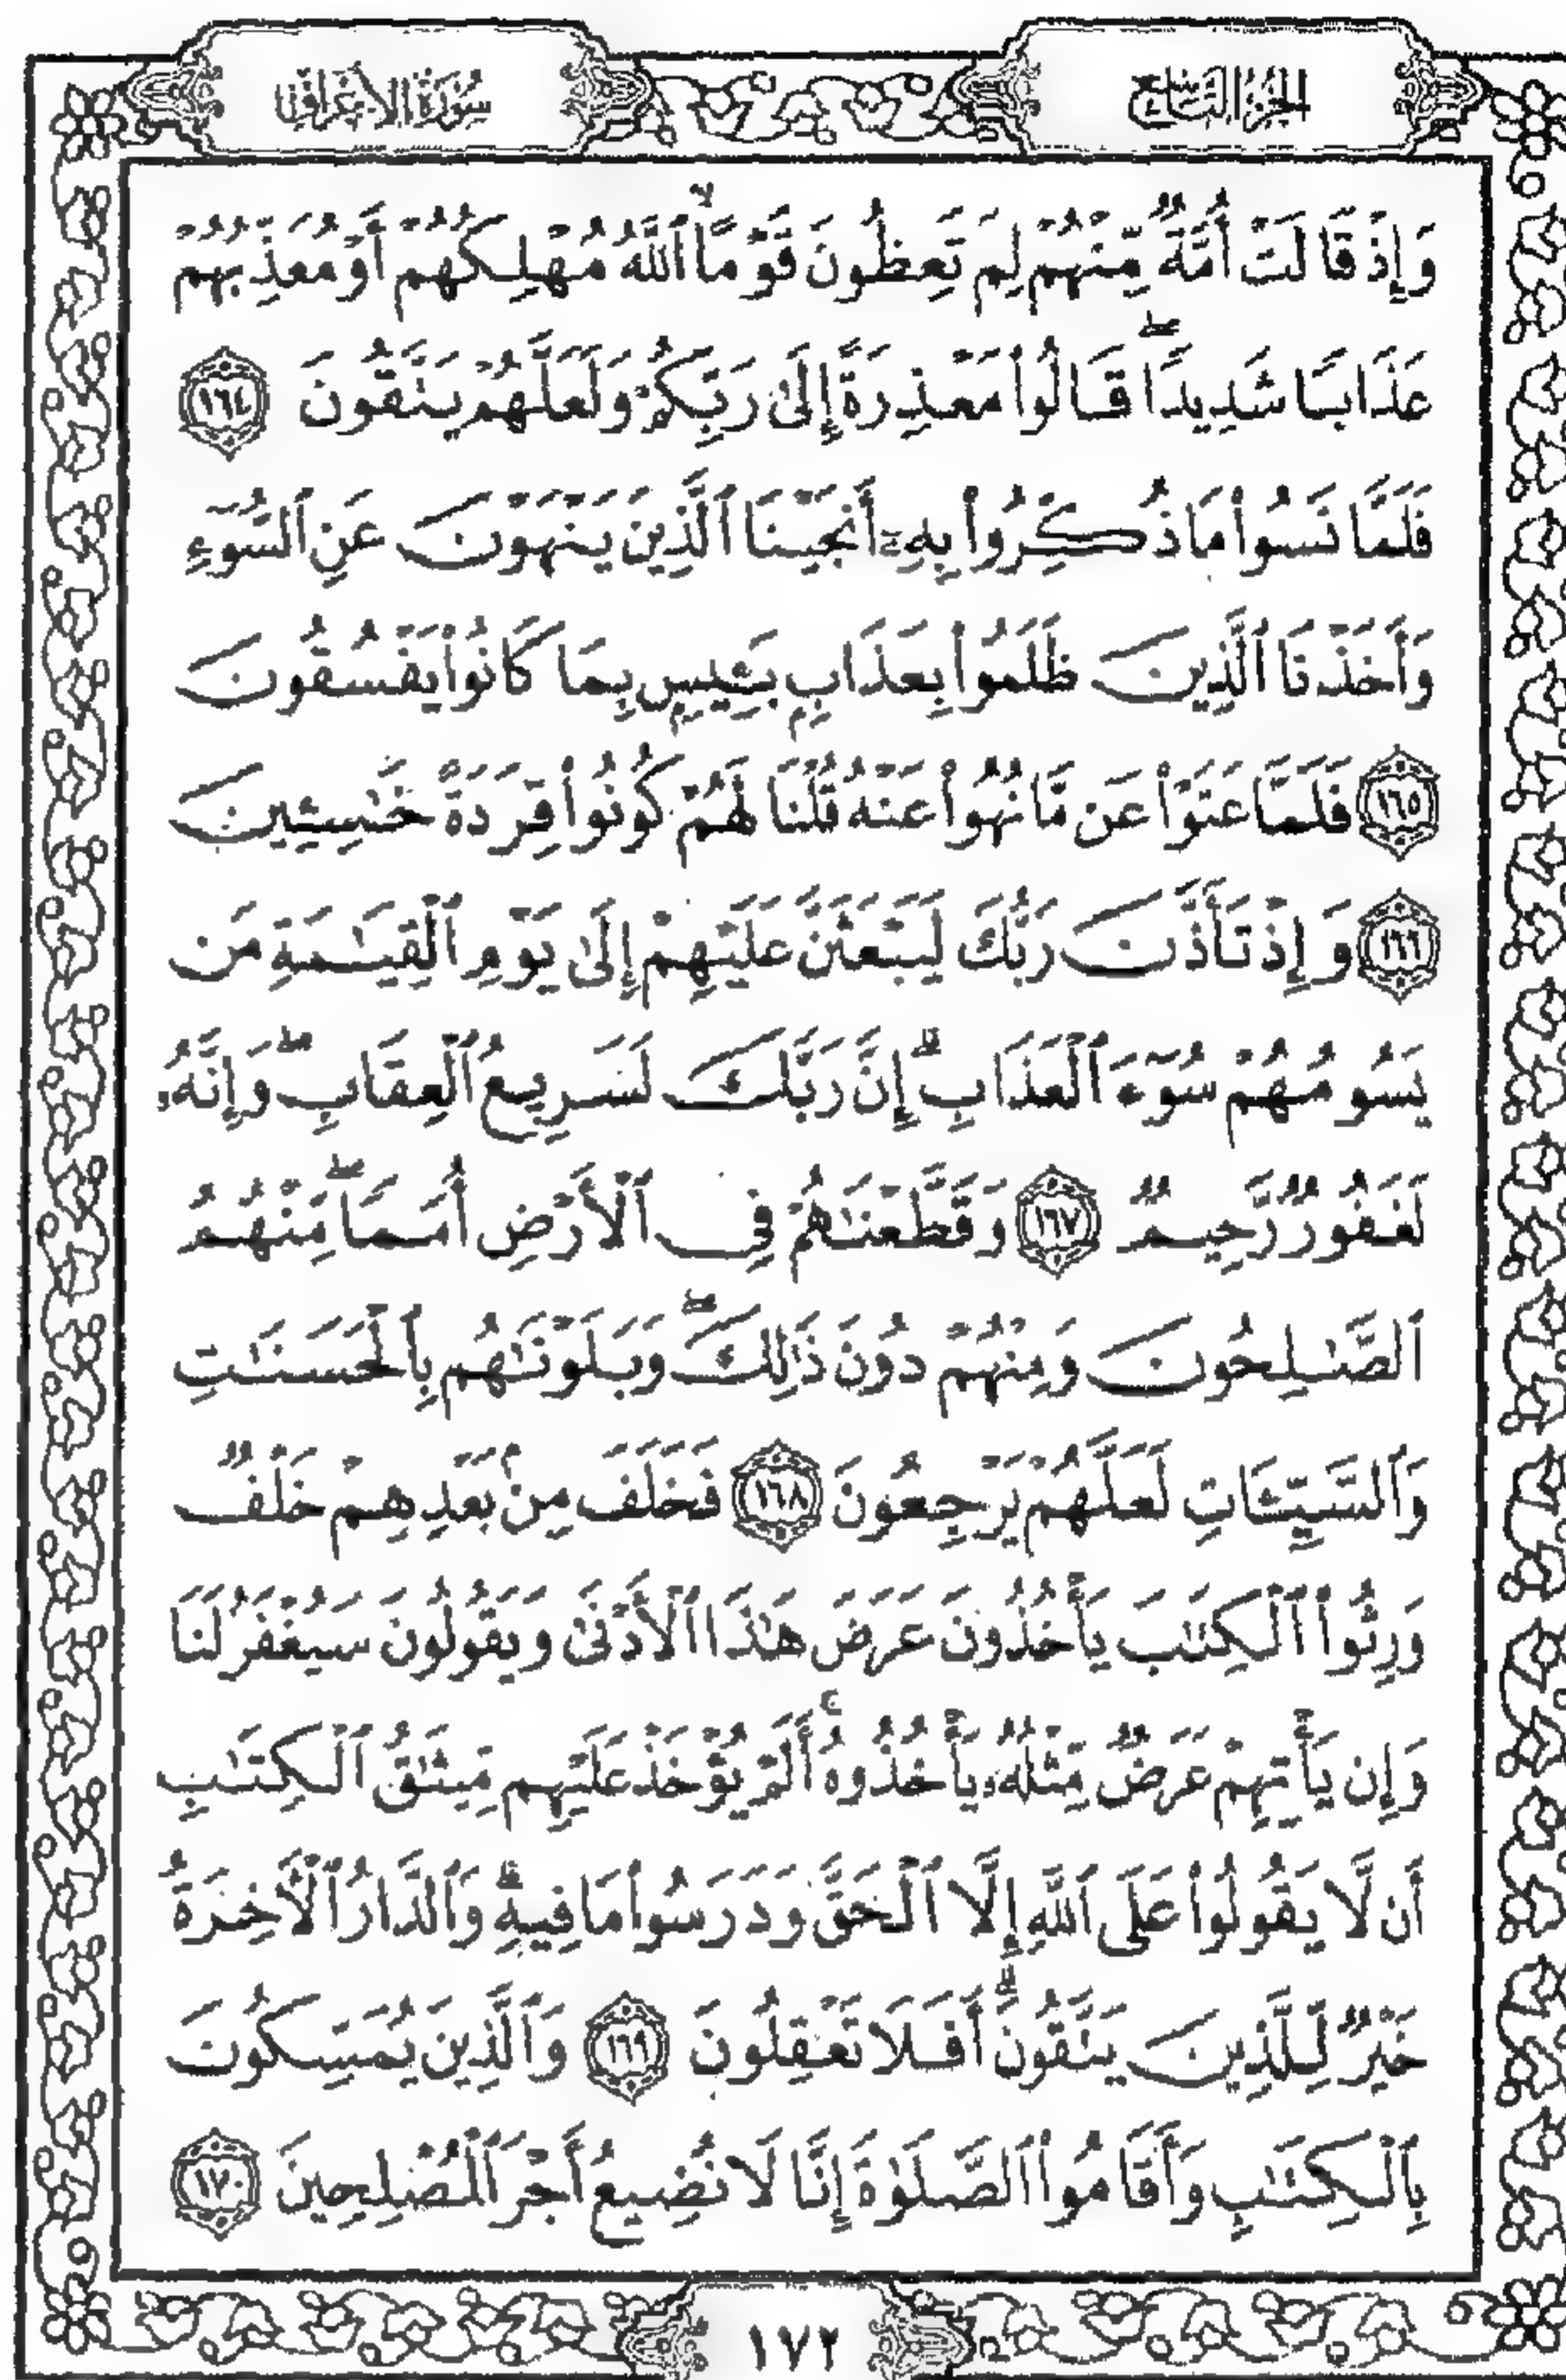 الجزء التاسع
سورة الأعراف
وَإِذْ قَالَتْ أُمَّةٌ مِّنْهُمْ لِمَ تَعِظُونَ قَوْمًا ۙ ٱللَّهُ مُهْلِكُهُمْ أَوْ مُعَذِّبُهُمْ
عَذَابًا شَدِيدًا ۖ قَالُوا۟ مَعْذِرَةً إِلَىٰ رَبِّكُمْ وَلَعَلَّهُمْ يَتَّقُونَ ١٦٤
فَلَمَّا نَسُوا۟ مَا ذُكِّرُوا۟ بِهِۦٓ أَنجَيْنَا ٱلَّذِينَ يَنْهَوْنَ عَنِ ٱلسُّوٓءِ
وَأَخَذْنَا ٱلَّذِينَ ظَلَمُوا۟ بِعَذَابٍۭ بَـِٔيسٍۭ بِمَا كَانُوا۟ يَفْسُقُونَ
١٦٥ فَلَمَّا عَتَوْا۟ عَن مَّا نُهُوا۟ عَنْهُ قُلْنَا لَهُمْ كُونُوا۟ قِرَدَةً خَـٰسِـِٔينَ
١٦٦ وَإِذْ تَأَذَّنَ رَبُّكَ لَيَبْعَثَنَّ عَلَيْهِمْ إِلَىٰ يَوْمِ ٱلْقِيَـٰمَةِ مَن
يَسُومُهُمْ سُوٓءَ ٱلْعَذَابِ ۗ إِنَّ رَبَّكَ لَسَرِيعُ ٱلْعِقَابِ ۖ وَإِنَّهُۥ
لَغَفُورٌ رَّحِيمٌ ١٦٧ وَقَطَّعْنَـٰهُمْ فِى ٱلْأَرْضِ أُمَمًا ۖ مِّنْهُمُ
ٱلصَّـٰلِحُونَ وَمِنْهُمْ دُونَ ذَٰلِكَ ۖ وَبَلَوْنَـٰهُم بِٱلْحَسَنَـٰتِ
وَٱلسَّيِّـَٔاتِ لَعَلَّهُمْ يَرْجِعُونَ ١٦٨ فَخَلَفَ مِنۢ بَعْدِهِمْ خَلْفٌ
وَرِثُوا۟ ٱلْكِتَـٰبَ يَأْخُذُونَ عَرَضَ هَـٰذَا ٱلْأَدْنَىٰ وَيَقُولُونَ سَيُغْفَرُ لَنَا
وَإِن يَأْتِهِمْ عَرَضٌ مِّثْلُهُۥ يَأْخُذُوهُ ۚ أَلَمْ يُؤْخَذْ عَلَيْهِم مِّيثَـٰقُ ٱلْكِتَـٰبِ
أَن لَّا يَقُولُوا۟ عَلَى ٱللَّهِ إِلَّا ٱلْحَقَّ وَدَرَسُوا۟ مَا فِيهِ ۗ وَٱلدَّارُ ٱلْـَٔاخِرَةُ
خَيْرٌ لِّلَّذِينَ يَتَّقُونَ ۗ أَفَلَا تَعْقِلُونَ ١٦٩ وَٱلَّذِينَ يُمَسِّكُونَ
بِٱلْكِتَـٰبِ وَأَقَامُوا۟ ٱلصَّلَوٰةَ إِنَّا لَا نُضِيعُ أَجْرَ ٱلْمُصْلِحِينَ ١٧٠
١٧٢